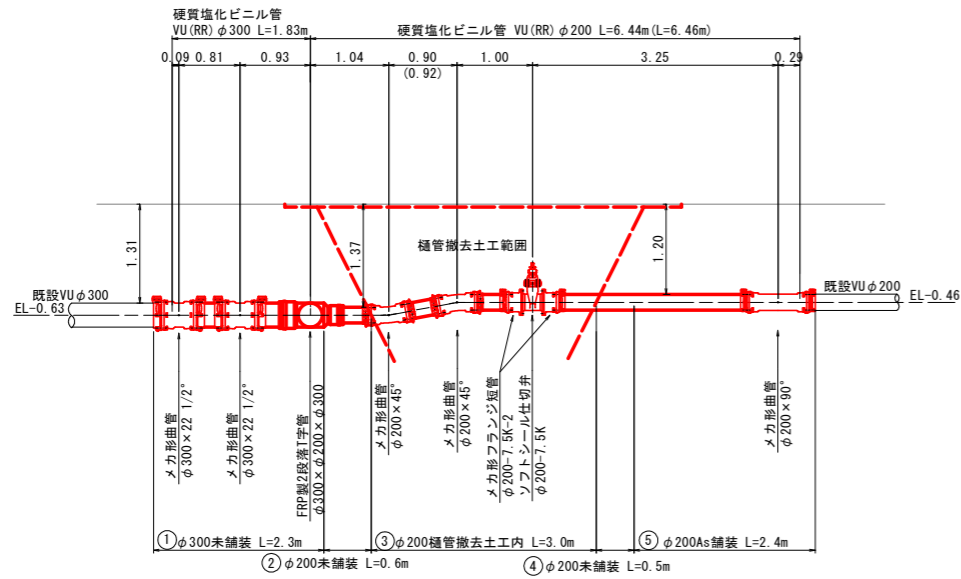 硬質塩化ビニル管
VU(RR) φ300 L=1.83m
硬質塩化ビニル管 VU(RR) φ200 L=6.44m(L=6.46m)
0.09
0.81
0.93
1.04
0.90
(0.92)
1.00
3.25
0.29
1.31
1.37
樋管撤去土工範囲
1.20
既設VUφ300
EL-0.63
既設VUφ200
EL-0.46
メカ形曲管
φ300×22 1/2°
メカ形曲管
φ300×22 1/2°
FRP製2段落T字管
φ300×φ200×φ300
メカ形曲管
φ200×45°
メカ形曲管
φ200×45°
メカ形フランジ短管
φ200-7.5K-2
ソフトシール仕切弁
φ200-7.5K
メカ形曲管
φ200×90°
①φ300未舗装 L=2.3m
②φ200未舗装 L=0.6m
③φ200樋管撤去土工内 L=3.0m
④φ200未舗装 L=0.5m
⑤φ200As舗装 L=2.4m